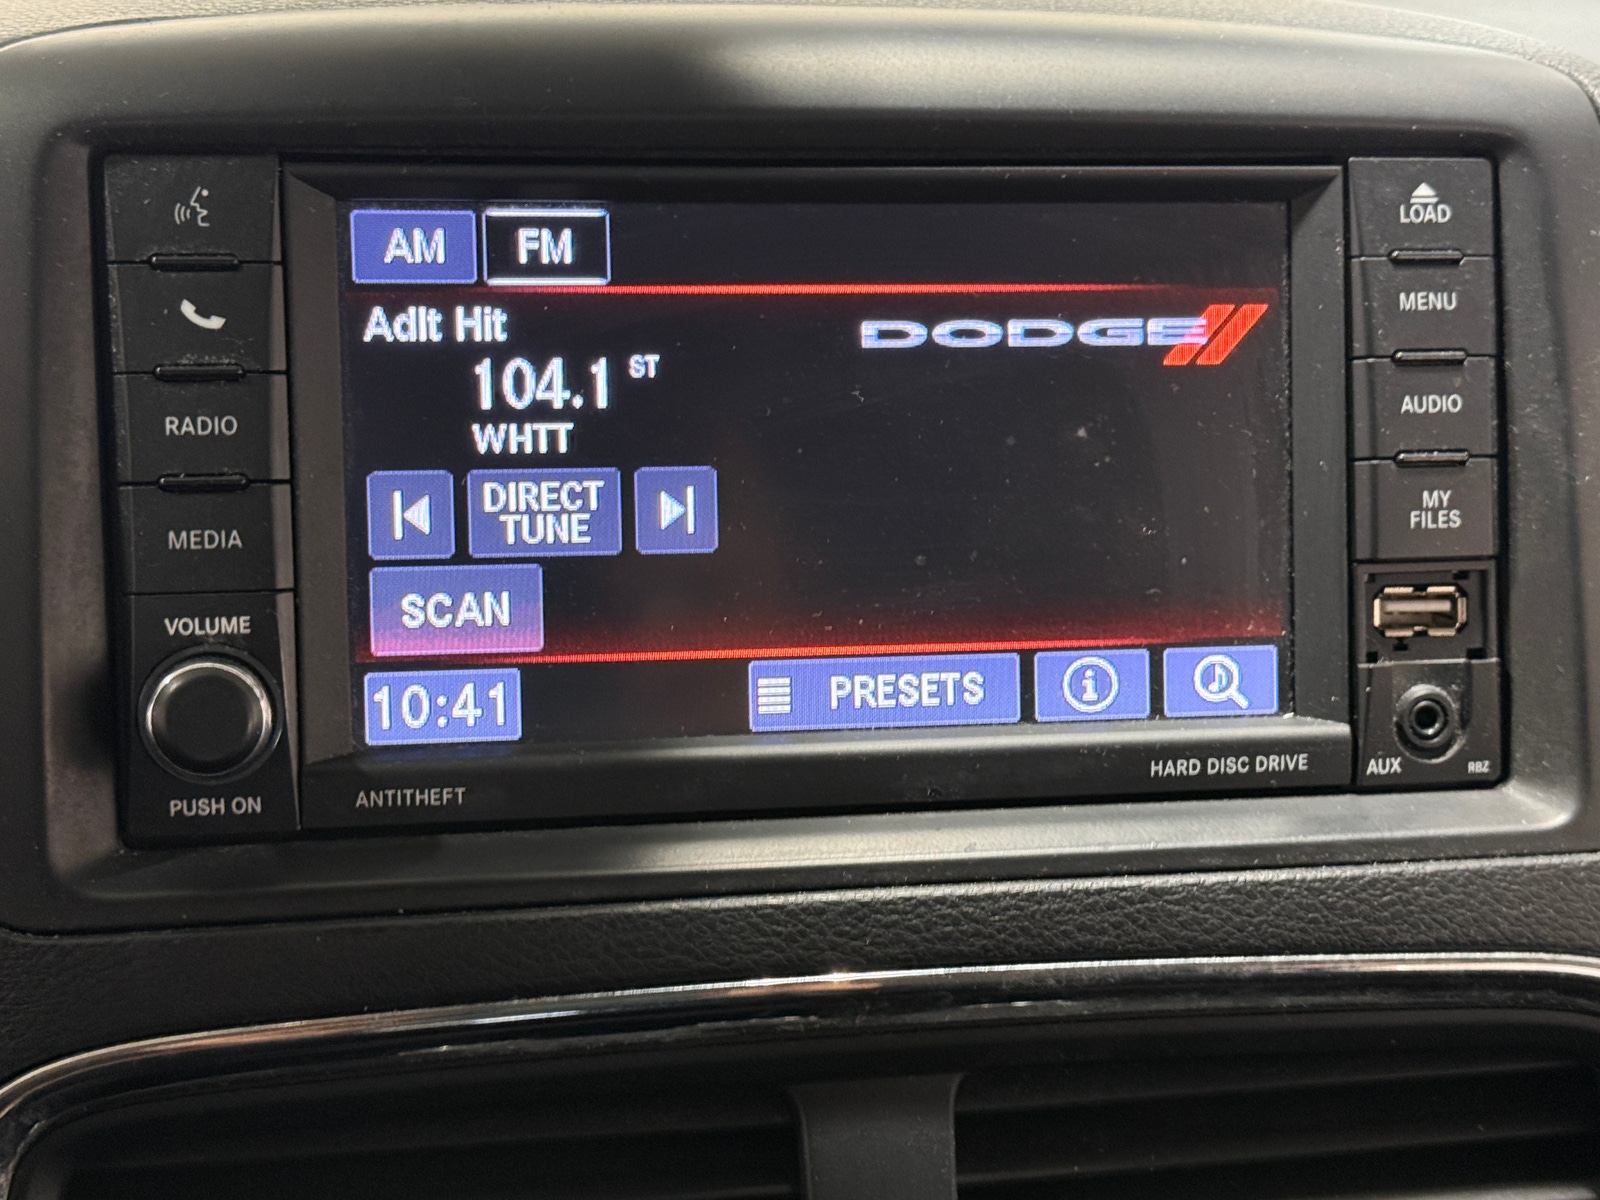 AM FM
Adlt Hit
104.1 ST
WHTT
DODGE
DIRECT
TUNE
SCAN
10:41 PRESETS
RADIO
MEDIA
VOLUME
PUSH ON
ANTITHEFT
HARD DISC DRIVE
LOAD
MENU
AUDIO
MY
FILES
AUX RBZ